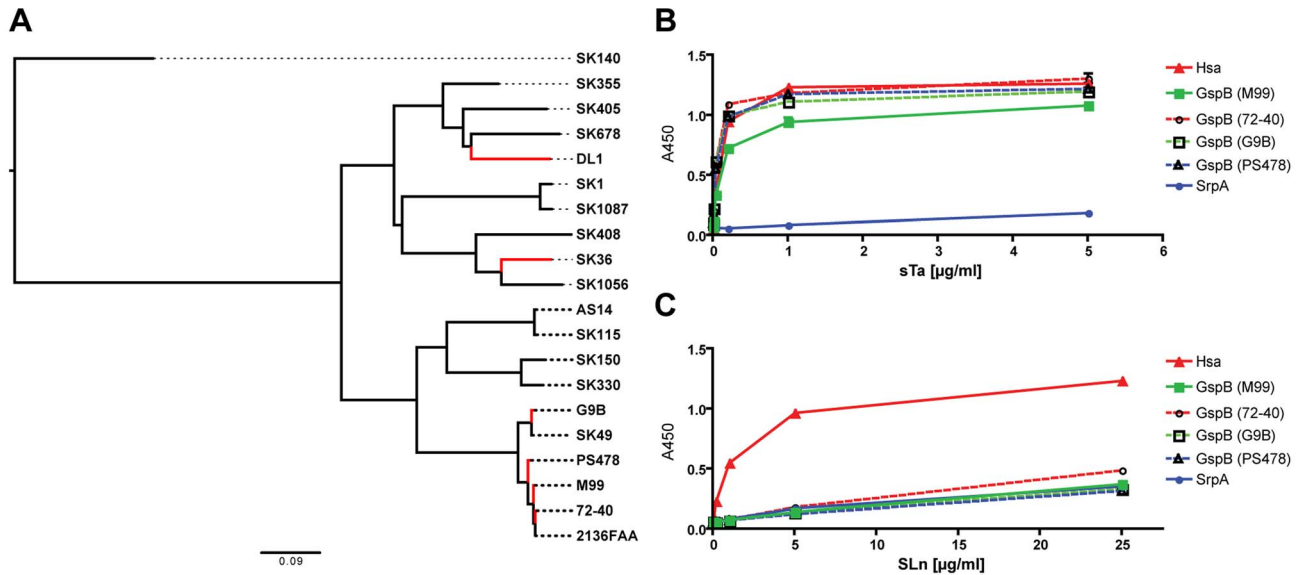 A
SK140
SK355
SK405
SK678
DL1
SK1
SK1087
SK408
SK36
SK1056
AS14
SK115
SK150
SK330
G9B
SK49
PS478
M99
72-40
2136FAA
0.09
B
1.5
1.0
0.5
0.0
A450
0 1 2 3 4 5 6
sTa [µg/ml]
Hsa
GspB (M99)
GspB (72-40)
GspB (G9B)
GspB (PS478)
SrpA
C
1.5
1.0
0.5
0.0
A450
0 5 10 15 20 25
SLn [µg/ml]
Hsa
GspB (M99)
GspB (72-40)
GspB (G9B)
GspB (PS478)
SrpA